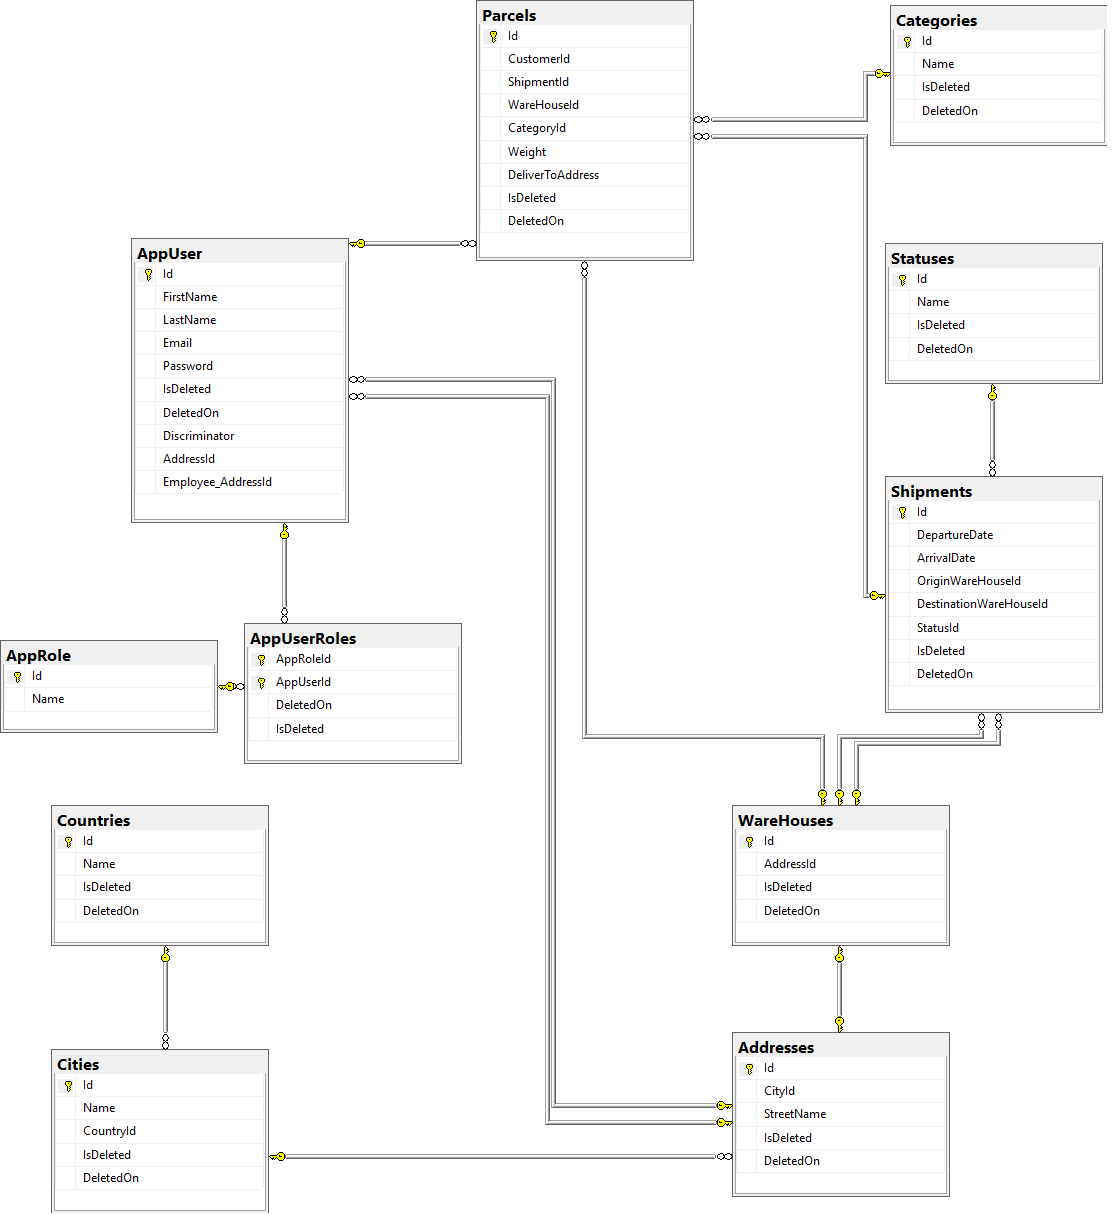 Parcels
Id
CustomerId
ShipmentId
WareHouseId
CategoryId
Weight
DeliverToAddress
IsDeleted
DeletedOn
Categories
Id
Name
IsDeleted
DeletedOn
AppUser
Id
FirstName
LastName
Email
Password
IsDeleted
DeletedOn
Discriminator
AddressId
Employee_AddressId
Statuses
Id
Name
IsDeleted
DeletedOn
Shipments
Id
DepartureDate
ArrivalDate
OriginWareHouseId
DestinationWareHouseId
StatusId
IsDeleted
DeletedOn
AppRole
Id
Name
AppUserRoles
AppRoleId
AppUserId
DeletedOn
IsDeleted
Countries
Id
Name
IsDeleted
DeletedOn
WareHouses
Id
AddressId
IsDeleted
DeletedOn
Cities
Id
Name
CountryId
IsDeleted
DeletedOn
Addresses
Id
CityId
StreetName
IsDeleted
DeletedOn